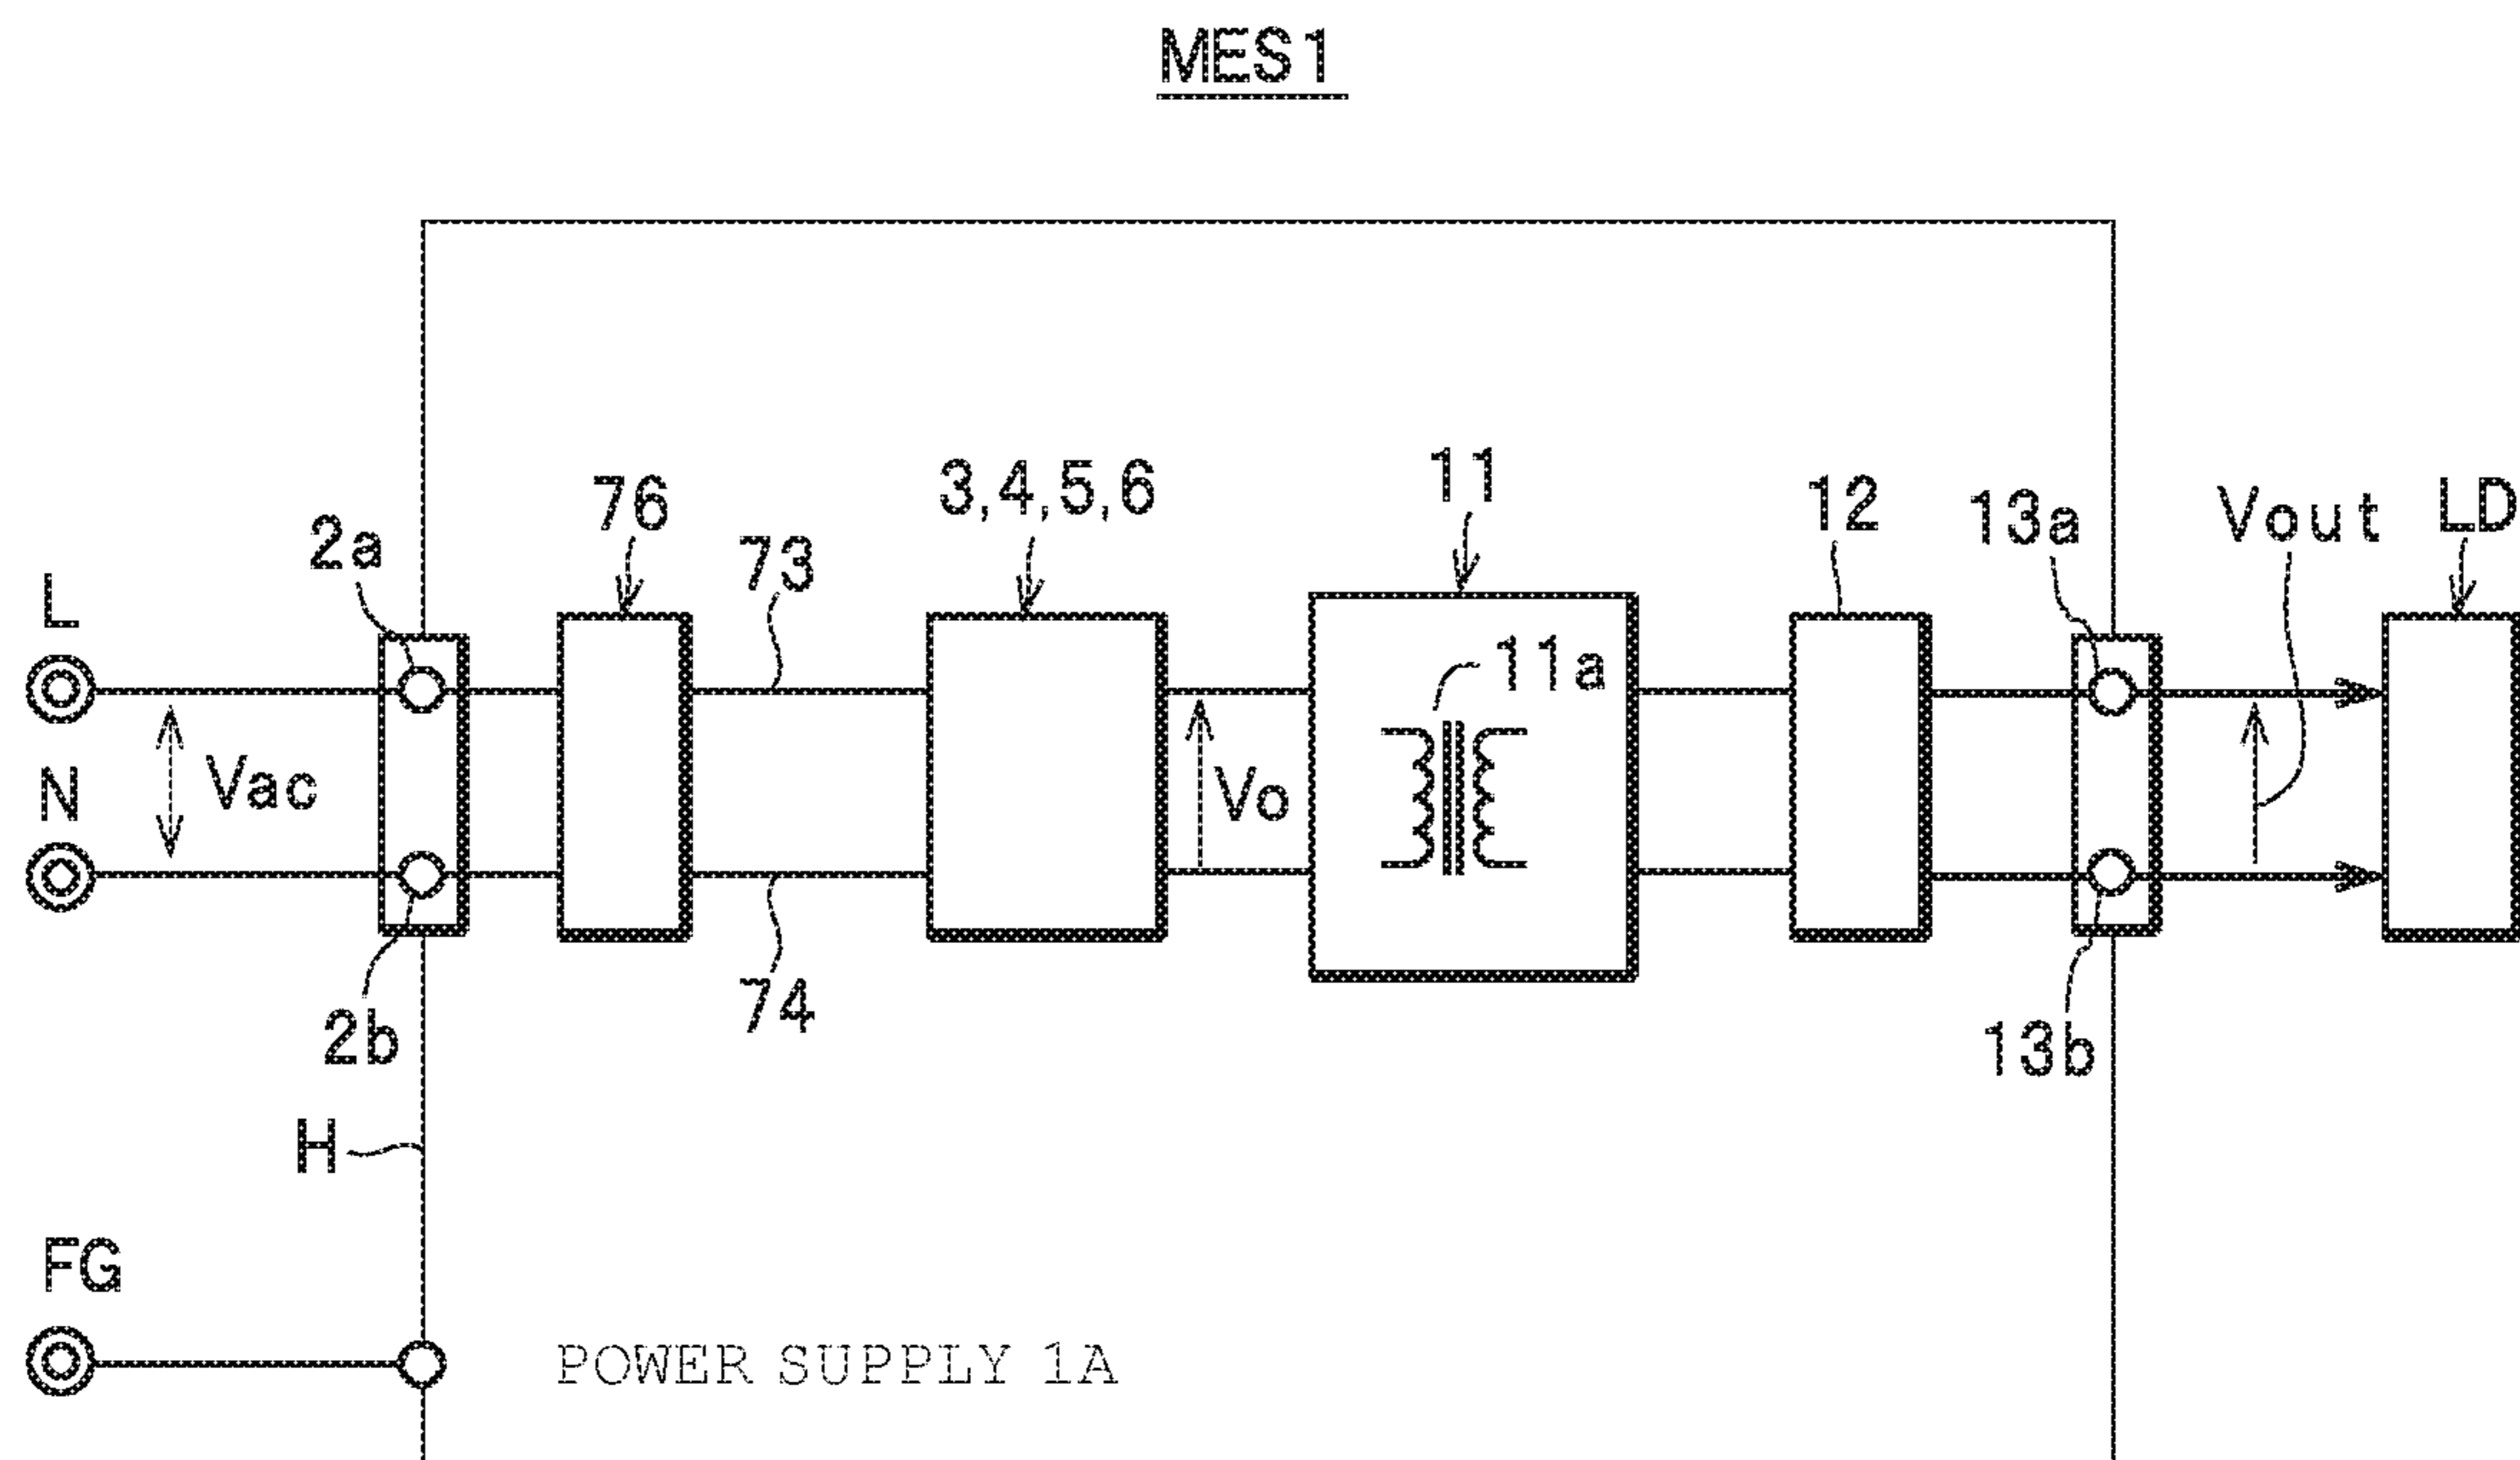 MES1
11
3,4,5,6
76
12
13a
Vout
LD
2a
73
L
11a
N
Vac
Vo
74
2b
13b
H
FG
POWER SUPPLY 1A